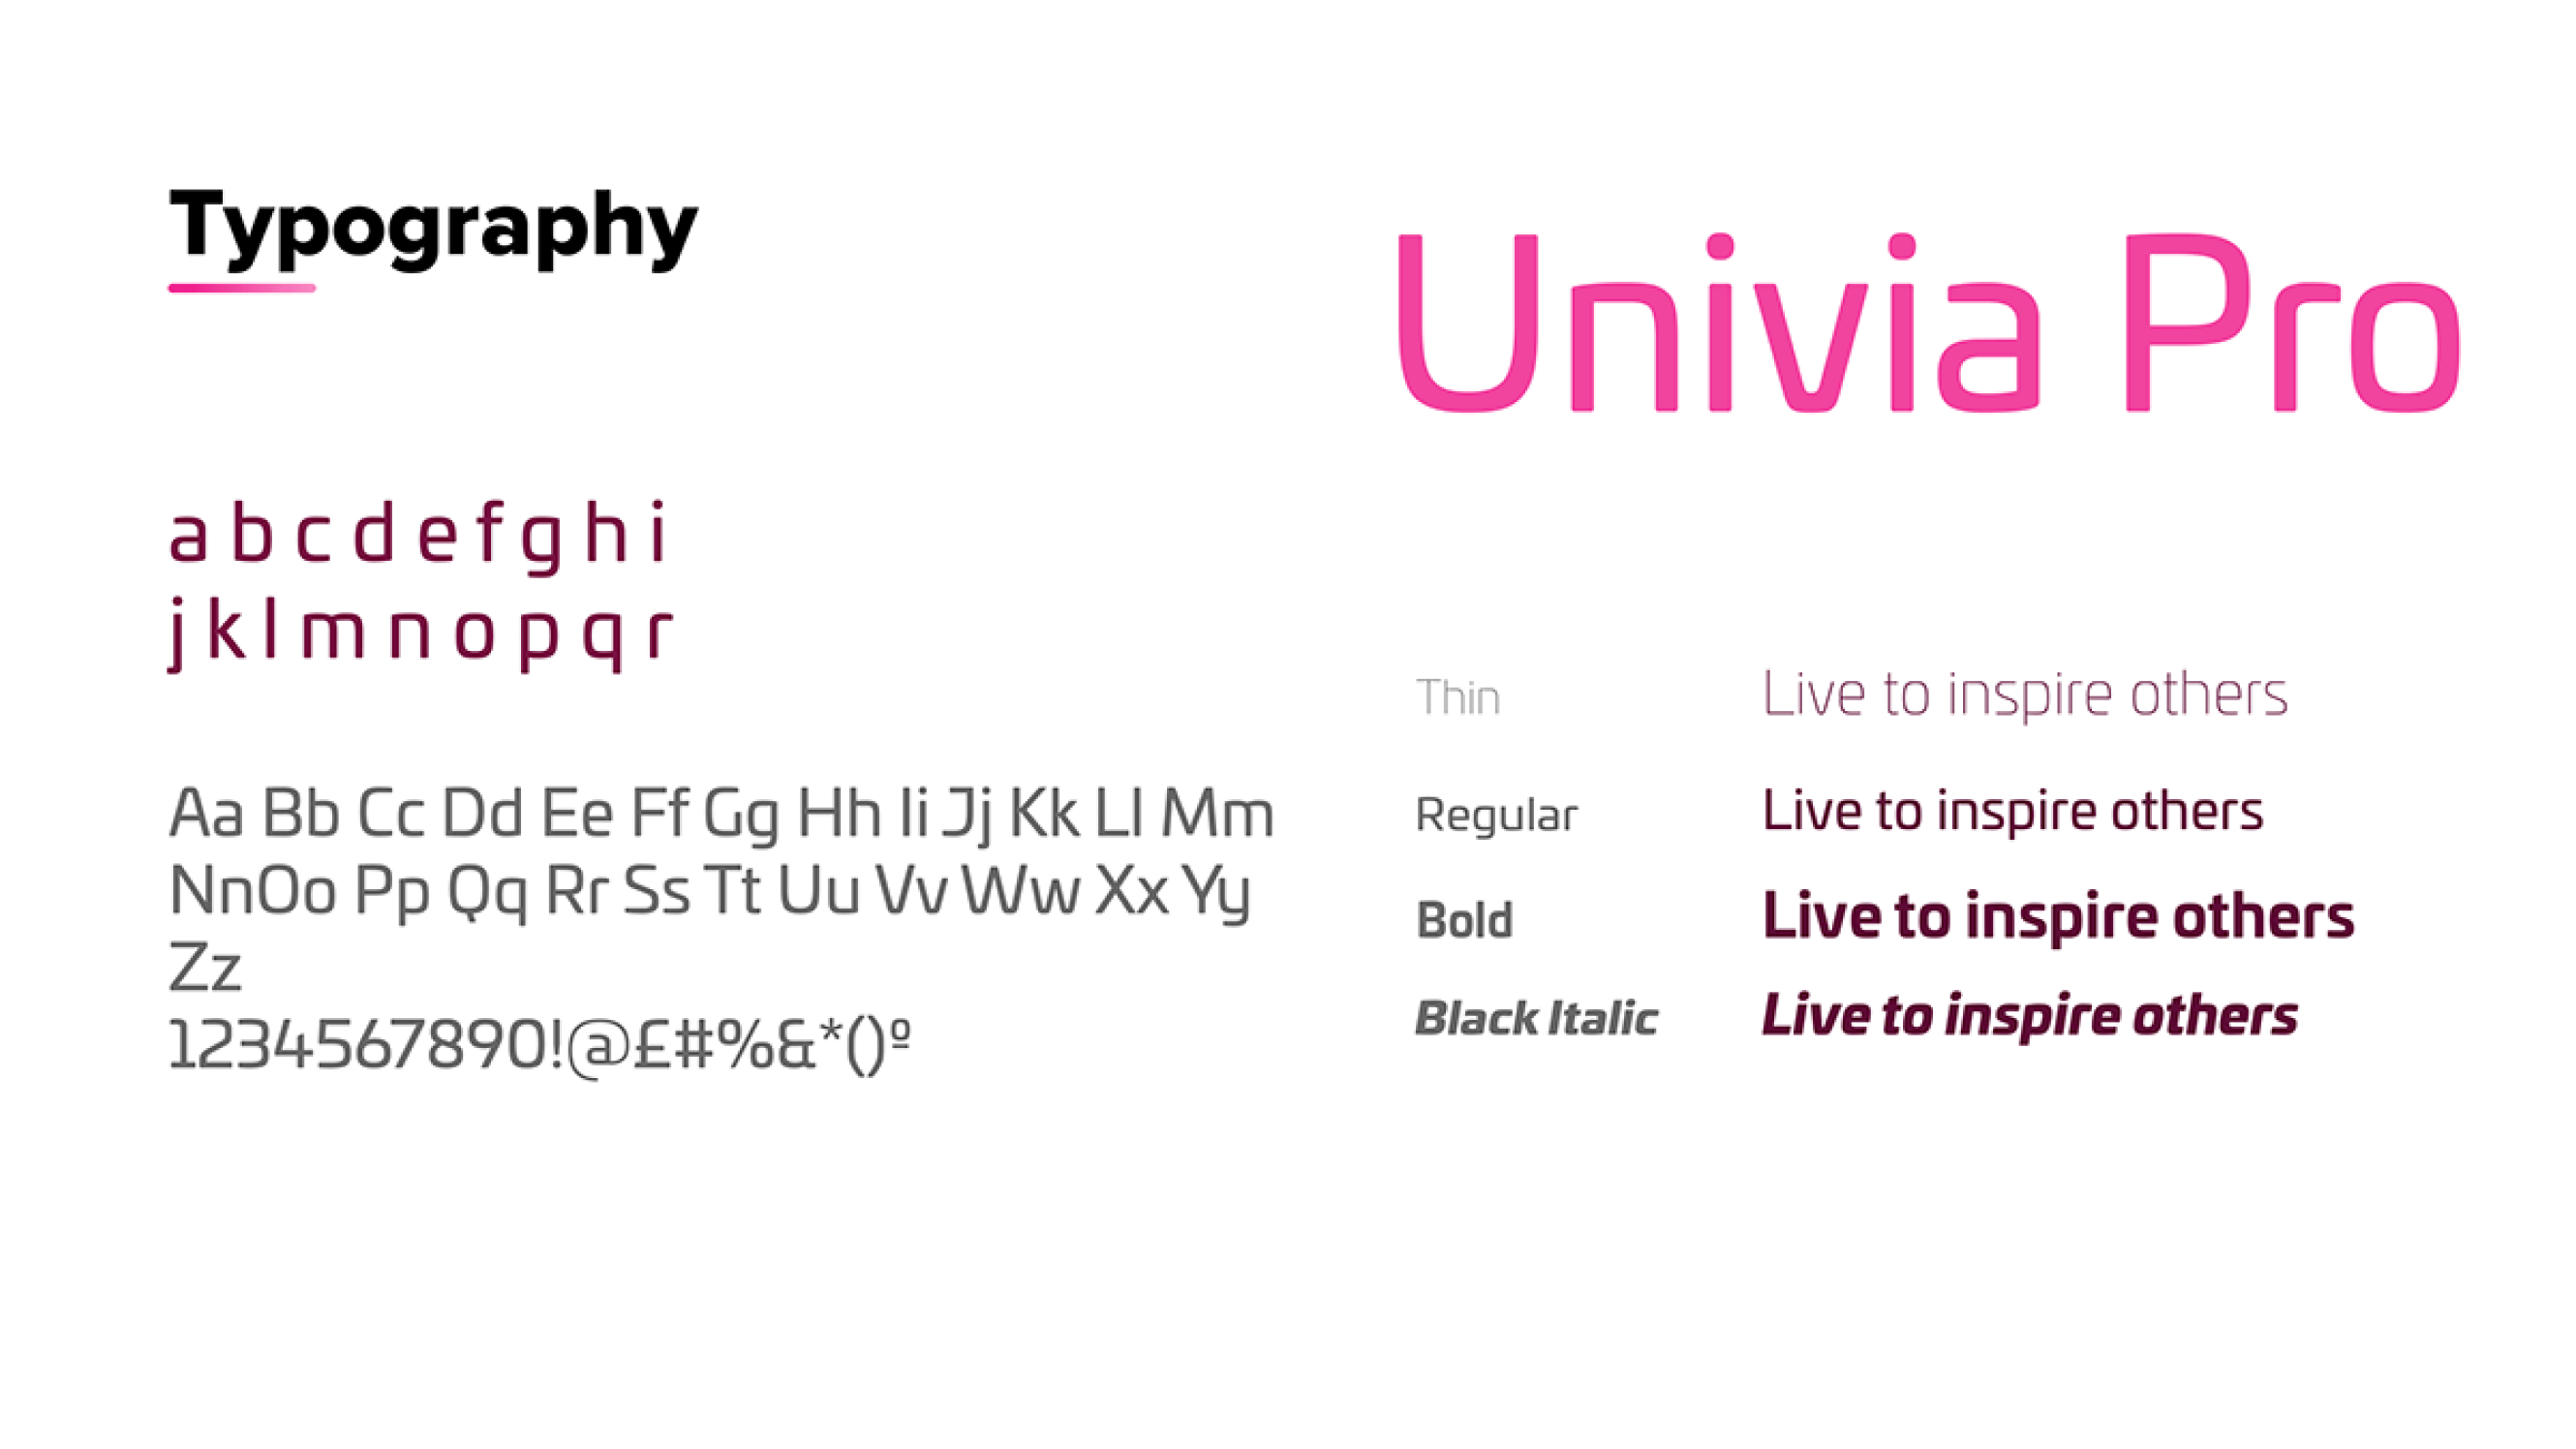 Typography
Univia Pro
a b c d e f g h i
j k l m n o p q r
Aa Bb Cc Dd Ee Ff Gg Hh Ii Jj Kk Ll Mm
NnOo Pp Qq Rr Ss Tt Uu Vv Ww Xx Yy
Zz
1234567890!@£#%&*()º
Thin Live to inspire others
Regular Live to inspire others
Bold Live to inspire others
Black Italic Live to inspire others